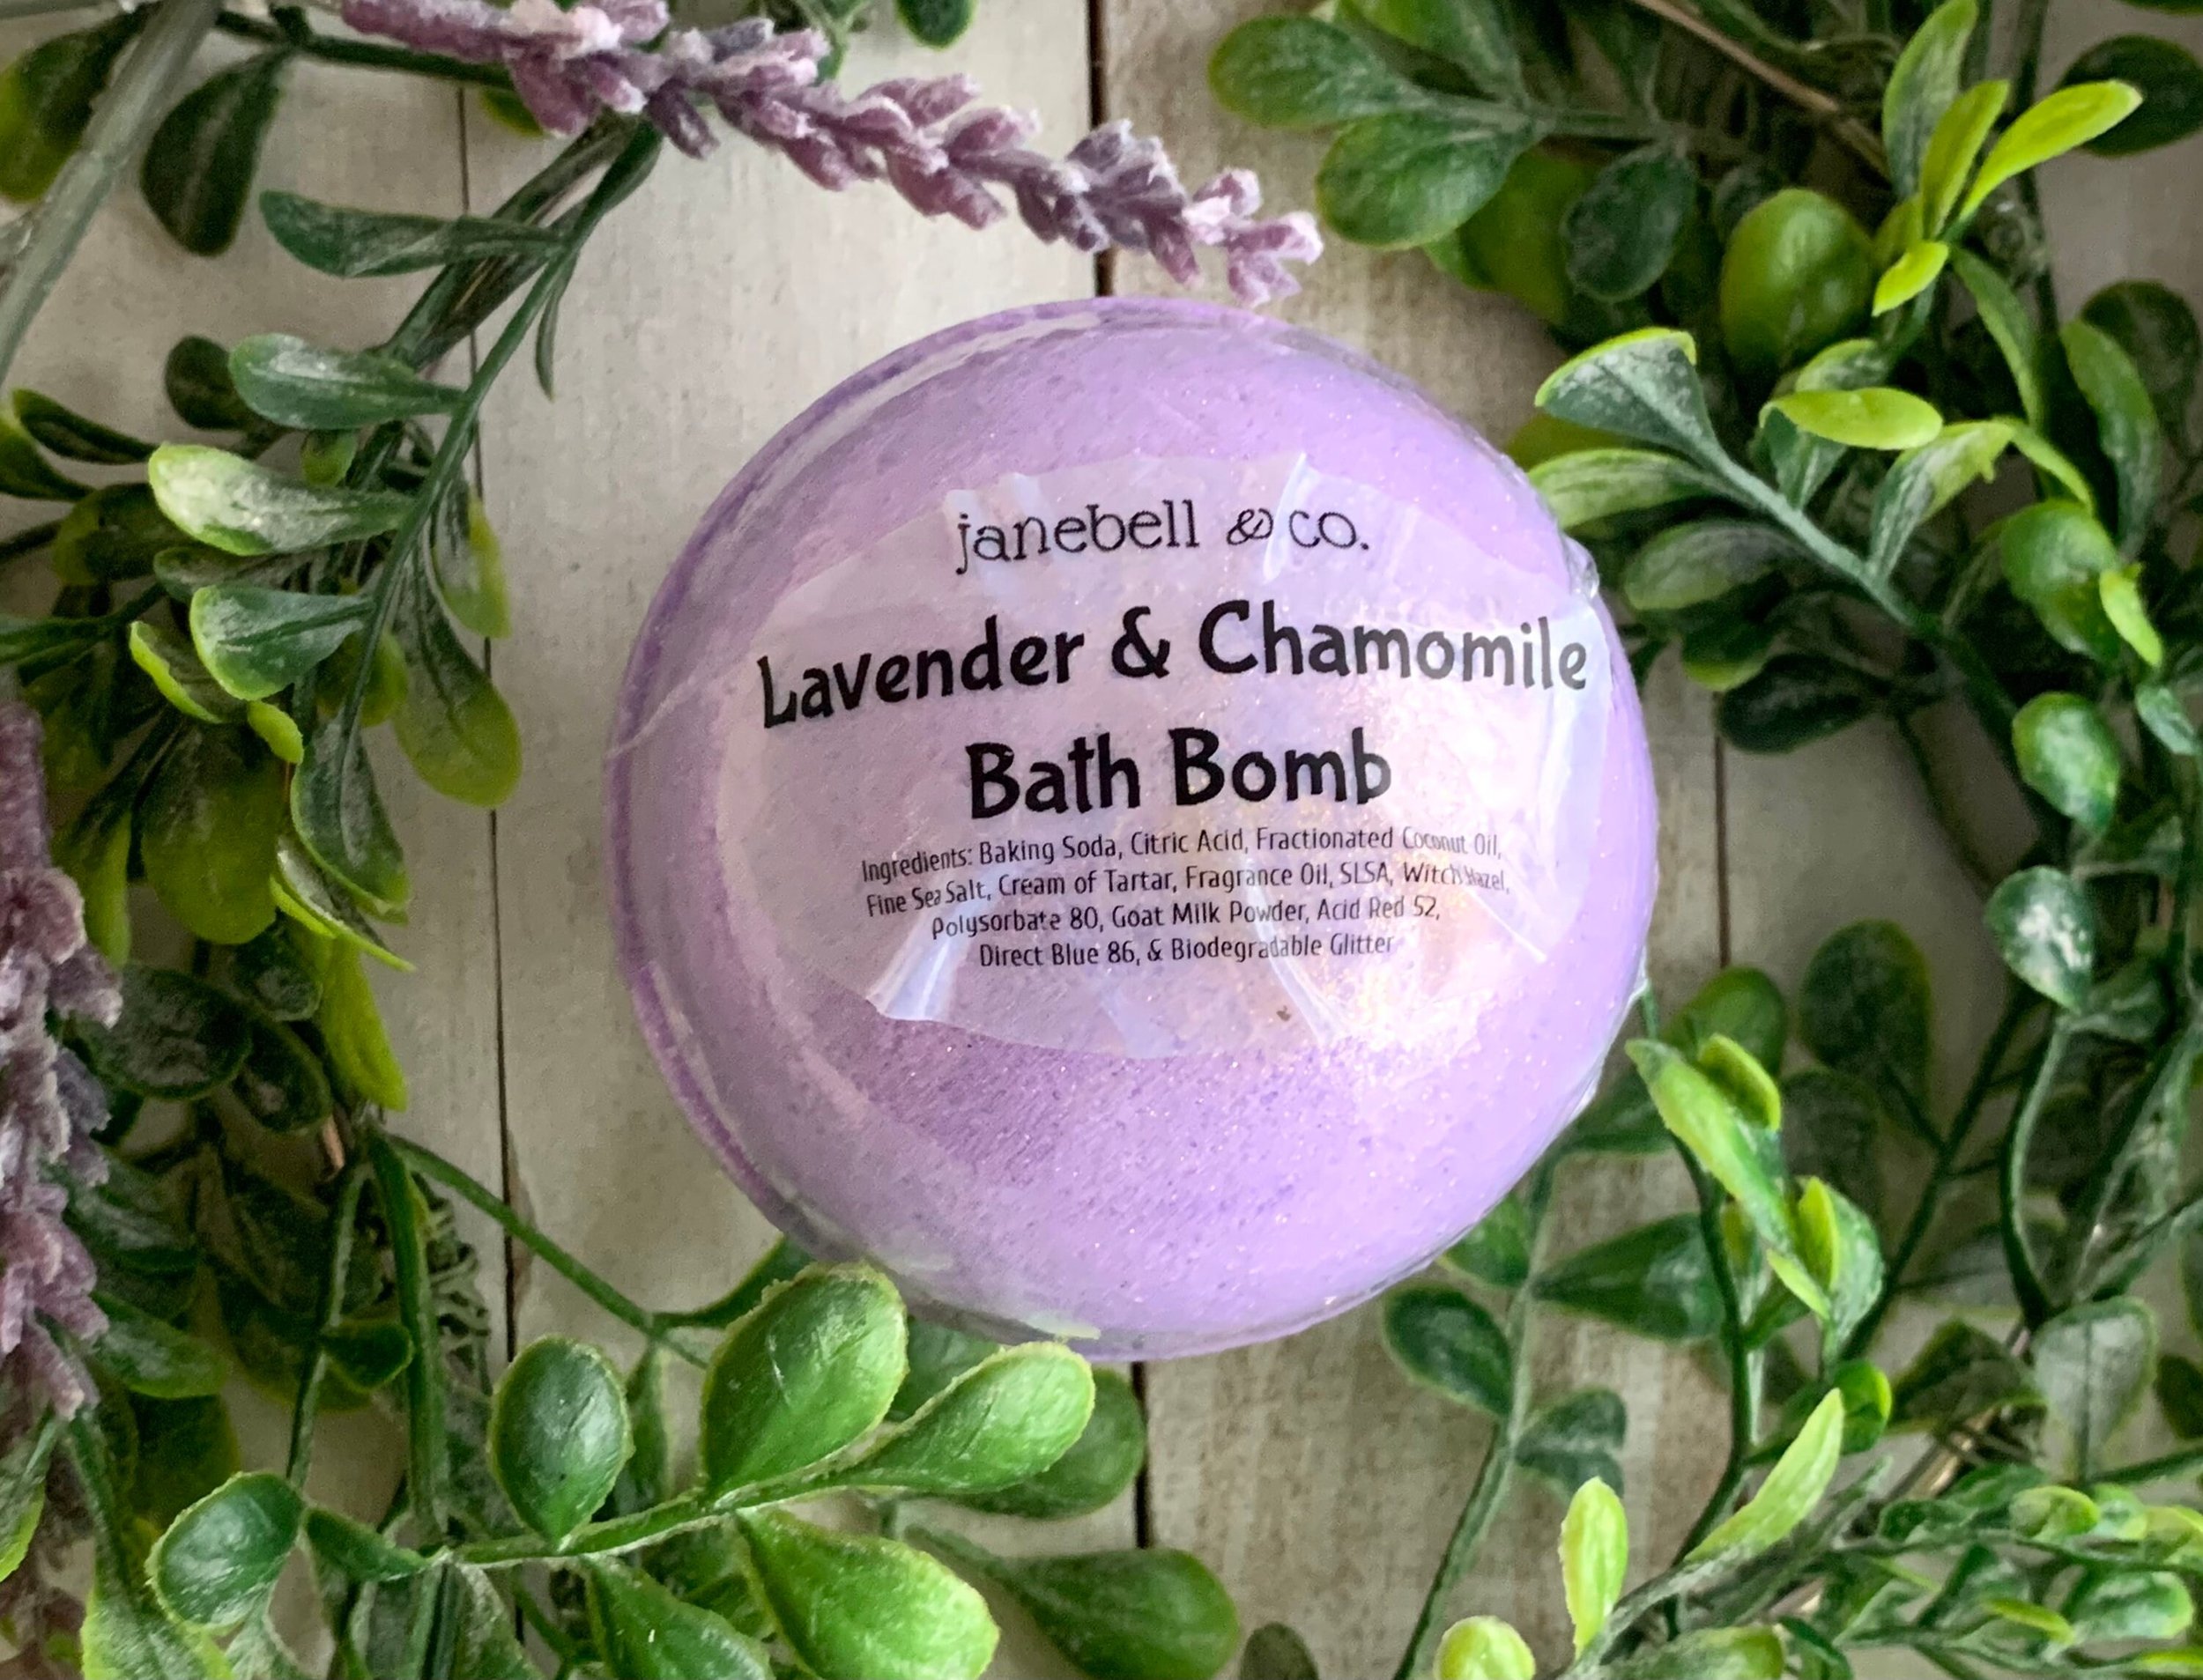 janebell & co.
Lavender & Chamomile
Bath Bomb
Ingredients: Baking Soda, Citric Acid, Fractionated Coconut Oil,
Fine Sea Salt, Cream of Tartar, Fragrance Oil, SLSA, Witch Hazel,
Polysorbate 80, Goat Milk Powder, Acid Red 52,
Direct Blue 86, & Biodegradable Glitter